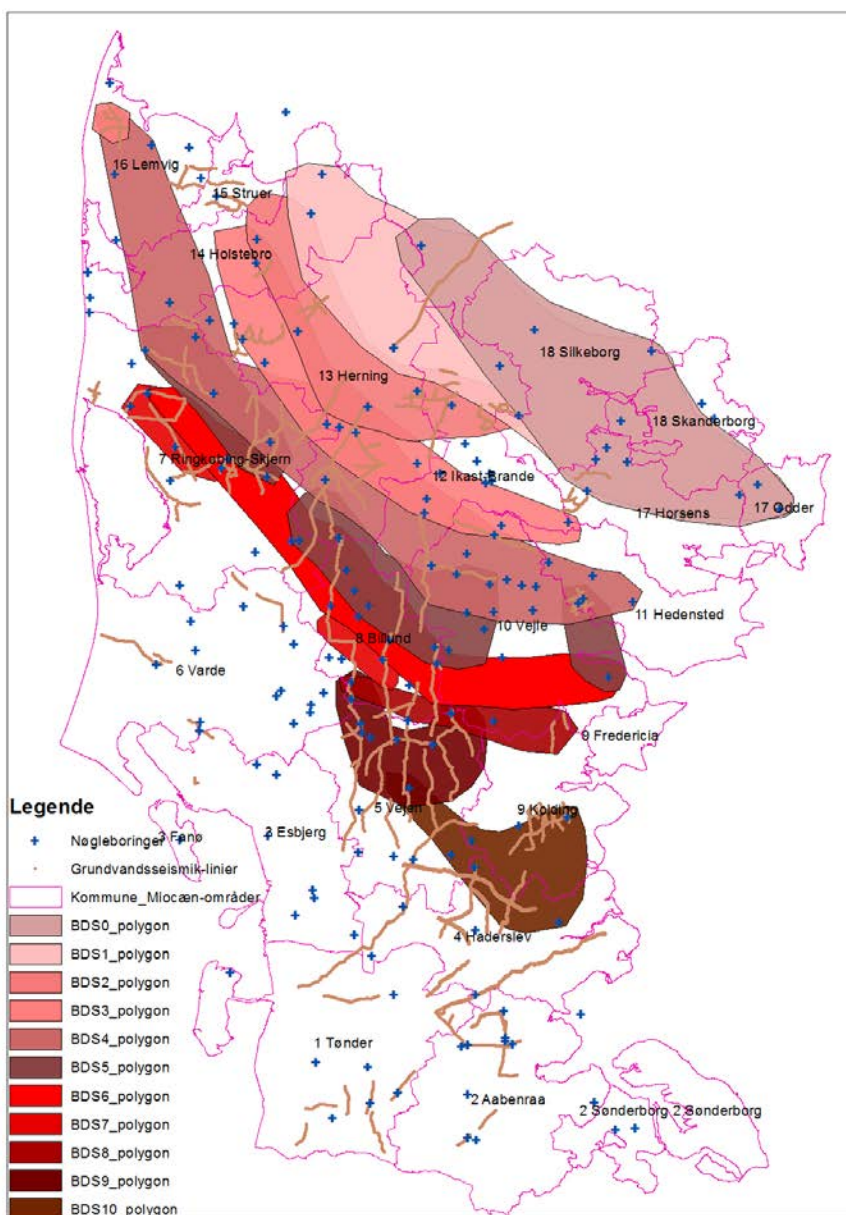 16 Lemvig
15 Struer
14 Holstebro
18 Silkeborg
13 Herning
18 Skanderborg
7 Ringkøbing-Skjern
12 Ikast-Brande
17 Horsens
17 Odder
11 Hedensted
10 Vejle
8 Billund
6 Varde
9 Fredericia
5 Vejen
9 Kolding
3 Esbjerg
3 Fanø
4 Haderslev
1 Tønder
2 Aabenraa
2 Sønderborg
2 Sønderborg
Legende
Nøgleboringer
Grundvandsseismik-linier
Kommune_Miocæn-områder
BDS0_polygon
BDS1_polygon
BDS2_polygon
BDS3_polygon
BDS4_polygon
BDS5_polygon
BDS6_polygon
BDS7_polygon
BDS8_polygon
BDS9_polygon
BDS10_polygon